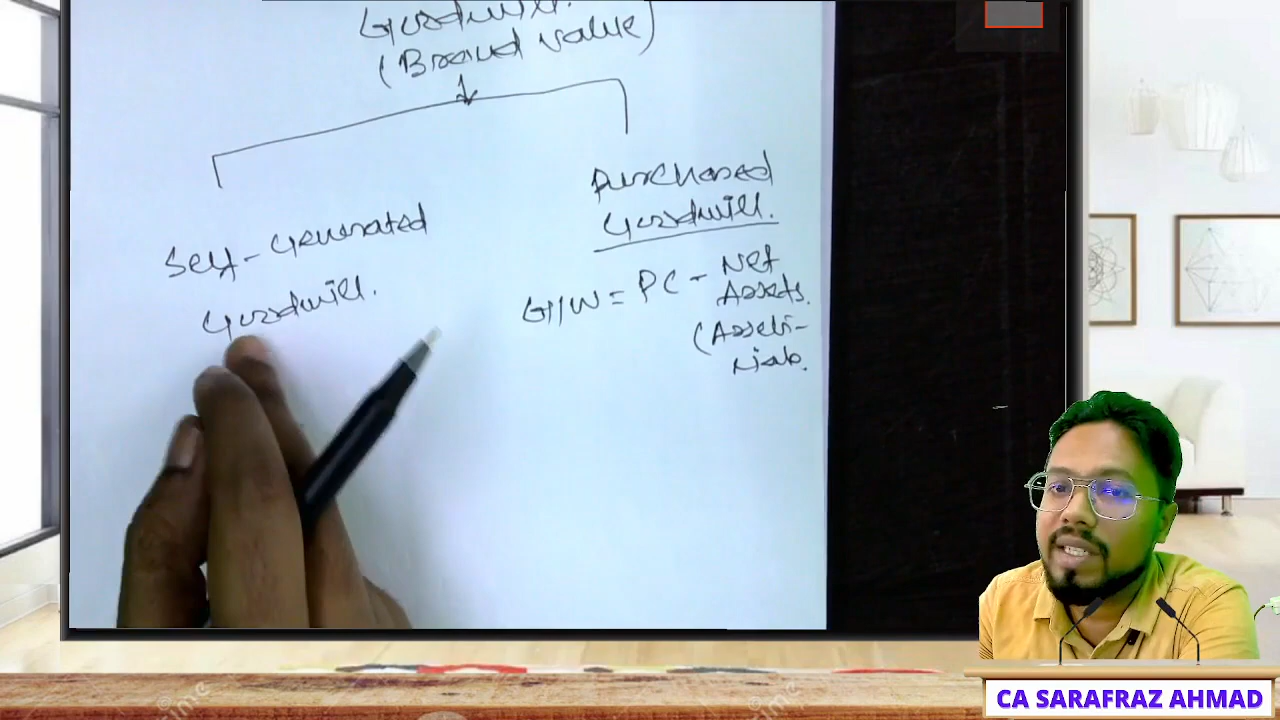 Goodwill.
(Brand value)
Self-Generated
Goodwill.
Purchased
Goodwill.
G/W = PC - Net
Assets.
(Assets-
Liab.
CA SARAFRAZ AHMAD